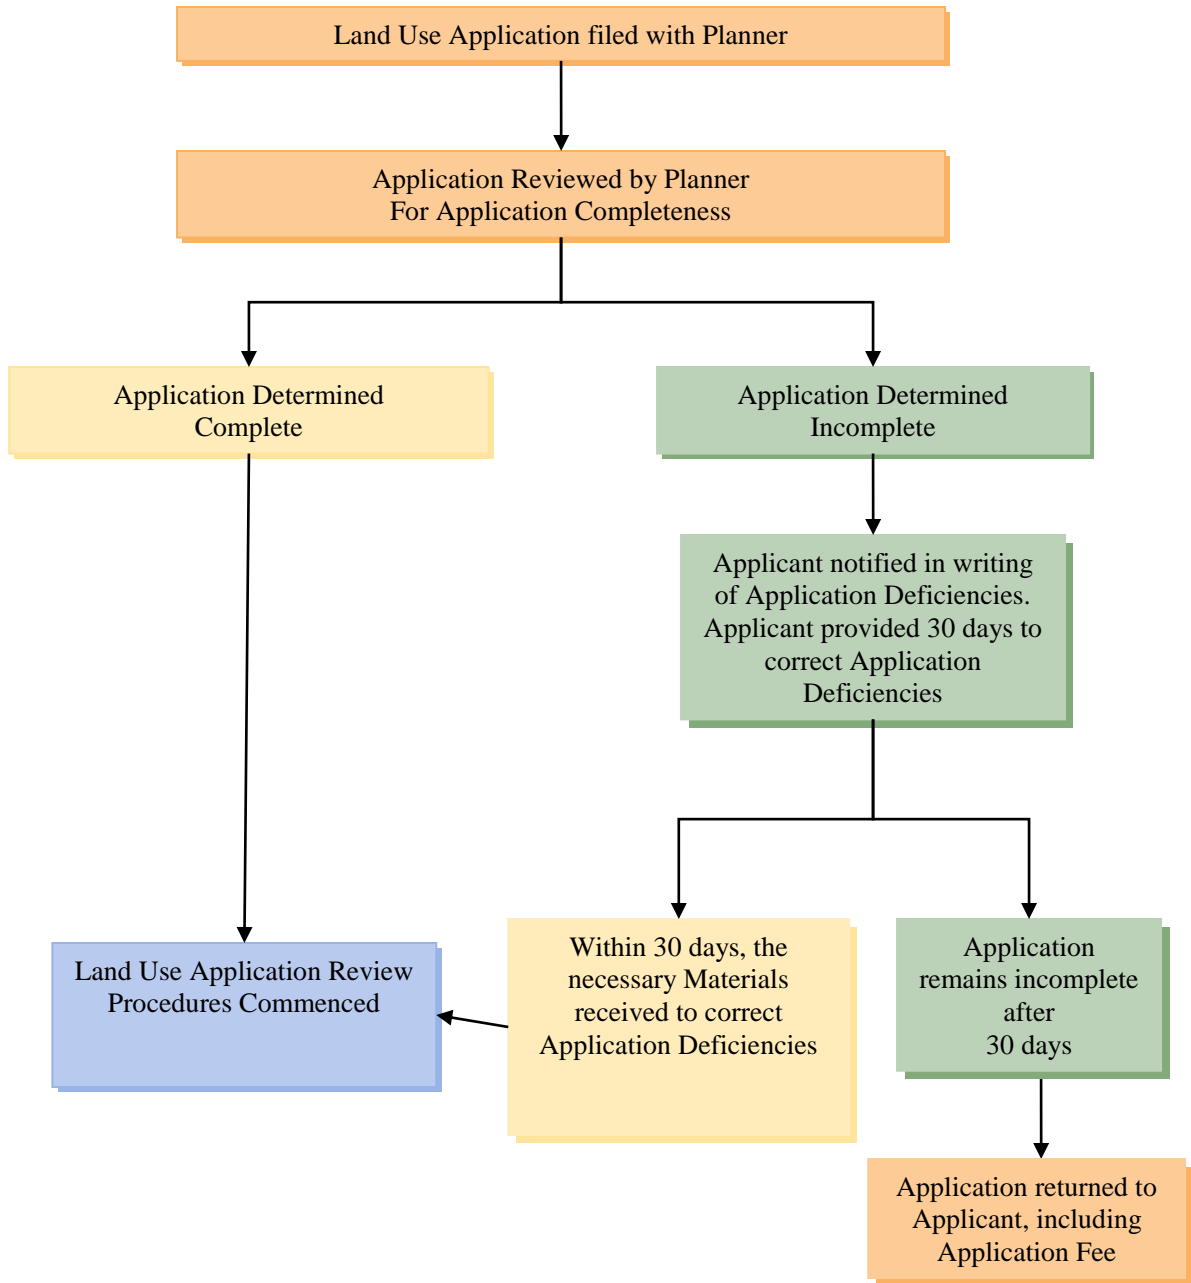 Land Use Application filed with Planner
Application Reviewed by Planner
For Application Completeness
Application Determined
Complete
Application Determined
Incomplete
Applicant notified in writing
of Application Deficiencies.
Applicant provided 30 days to
correct Application
Deficiencies
Land Use Application Review
Procedures Commenced
Within 30 days, the
necessary Materials
received to correct
Application Deficiencies
Application
remains incomplete
after
30 days
Application returned to
Applicant, including
Application Fee